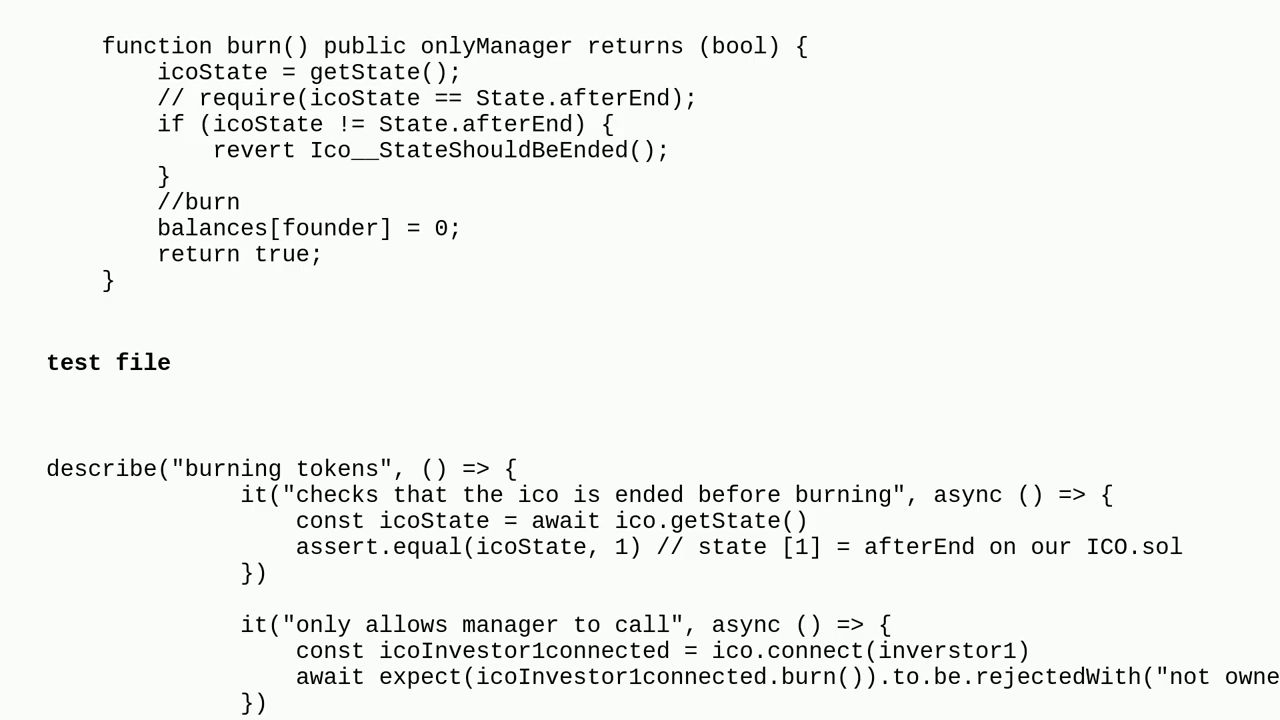 function burn() public onlyManager returns (bool) {
icoState = getState();
// require(icoState == State.afterEnd);
if (icoState != State.afterEnd) {
revert Ico__StateShouldBeEnded();
}
//burn
balances[founder] = 0;
return true;
}
test file
describe("burning tokens", () => {
it("checks that the ico is ended before burning", async () => {
const icoState = await ico.getState()
assert.equal(icoState, 1) // state [1] = afterEnd on our ICO.sol
})
it("only allows manager to call", async () => {
const icoInvestor1connected = ico.connect(inverstor1)
await expect(icoInvestor1connected.burn()).to.be.rejectedWith("not owne
})